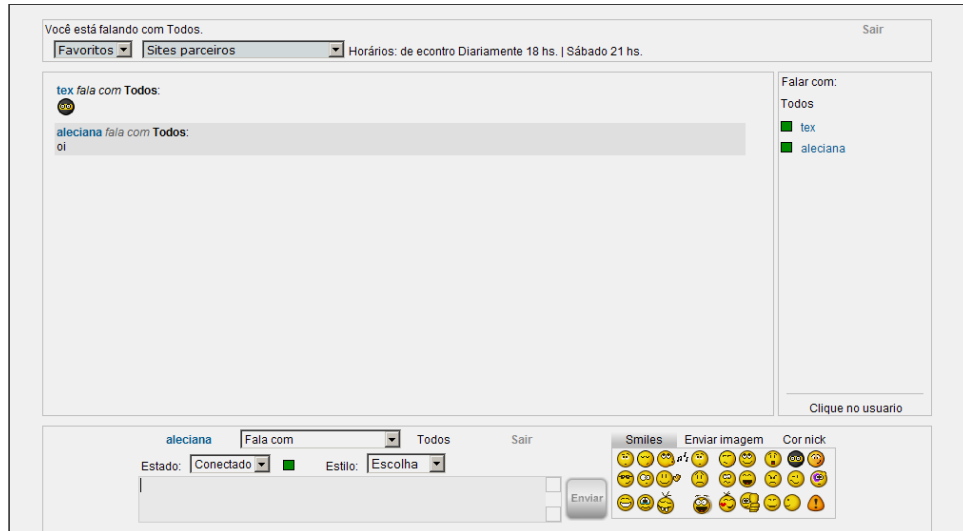 Você está falando com Todos.
Sair
Favoritos Sites parceiros Horários: de econtro Diariamente 18 hs. | Sábado 21 hs.
tex fala com Todos:
aleciana fala com Todos:
oi
Falar com:
Todos
tex
aleciana
Clique no usuario
aleciana Fala com Todos Sair
Estado: Conectado Estilo: Escolha
Enviar
Smiles Enviar imagem Cor nick